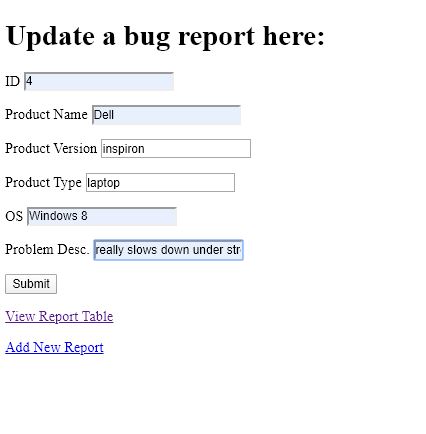 Update a bug report here:
ID 4
Product Name Dell
Product Version inspiron
Product Type laptop
OS Windows 8
Problem Desc. really slows down under str
Submit
View Report Table
Add New Report